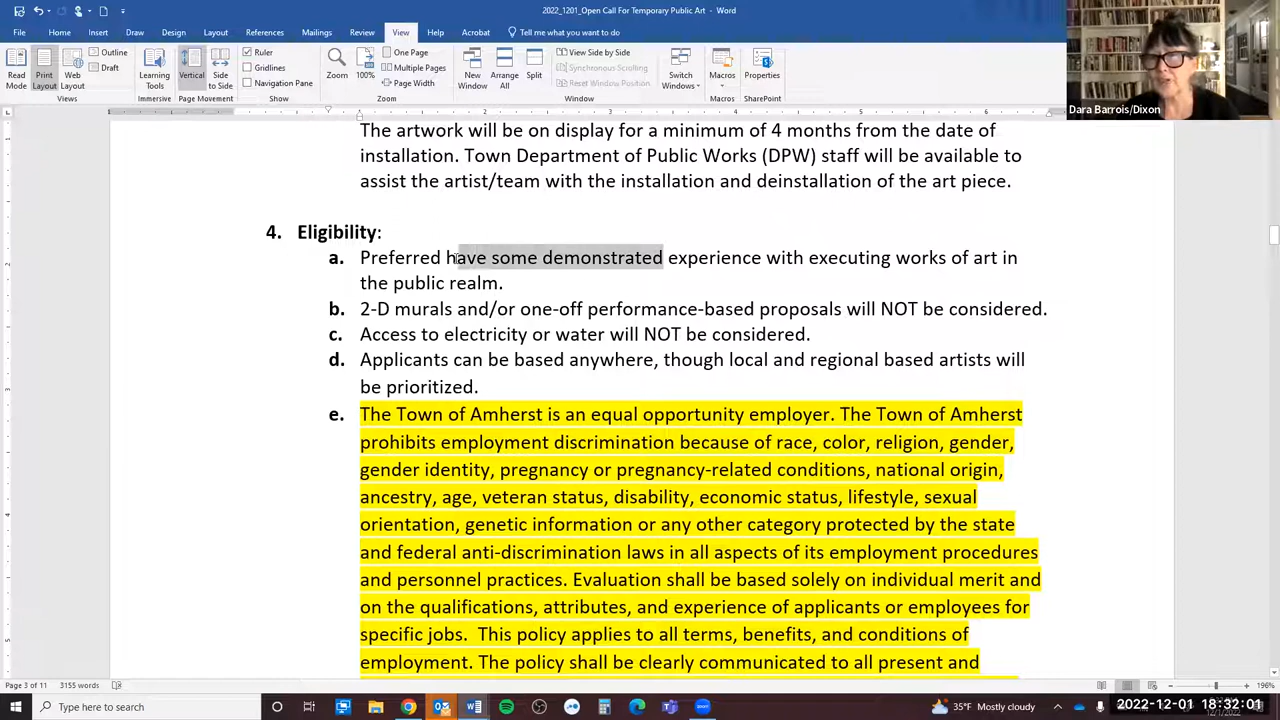 2022_1201_Open Call For Temporary Public Art - Word
File Home Insert Draw Design Layout References Mailings Review View Help Acrobat Tell me what you want to do
Read Mode Print Layout Web Layout Outline Draft Views
Learning Tools Immersive
Vertical Side to Side Page Movement
Ruler Gridlines Navigation Pane Show
Zoom 100% One Page Multiple Pages Page Width Zoom
New Window Arrange All Split View Side by Side Synchronous Scrolling Reset Window Position Switch Windows Window
Macros Macros
Properties SharePoint
Dara Barrois/Dixon
The artwork will be on display for a minimum of 4 months from the date of
installation. Town Department of Public Works (DPW) staff will be available to
assist the artist/team with the installation and deinstallation of the art piece.
4. Eligibility:
a. Preferred have some demonstrated experience with executing works of art in
the public realm.
b. 2-D murals and/or one-off performance-based proposals will NOT be considered.
c. Access to electricity or water will NOT be considered.
d. Applicants can be based anywhere, though local and regional based artists will
be prioritized.
e. The Town of Amherst is an equal opportunity employer. The Town of Amherst
prohibits employment discrimination because of race, color, religion, gender,
gender identity, pregnancy or pregnancy-related conditions, national origin,
ancestry, age, veteran status, disability, economic status, lifestyle, sexual
orientation, genetic information or any other category protected by the state
and federal anti-discrimination laws in all aspects of its employment procedures
and personnel practices. Evaluation shall be based solely on individual merit and
on the qualifications, attributes, and experience of applicants or employees for
specific jobs. This policy applies to all terms, benefits, and conditions of
employment. The policy shall be clearly communicated to all present and
Page 3 of 11 3155 words 196%
Type here to search 35°F Mostly cloudy 2022-12-01 18:32:01